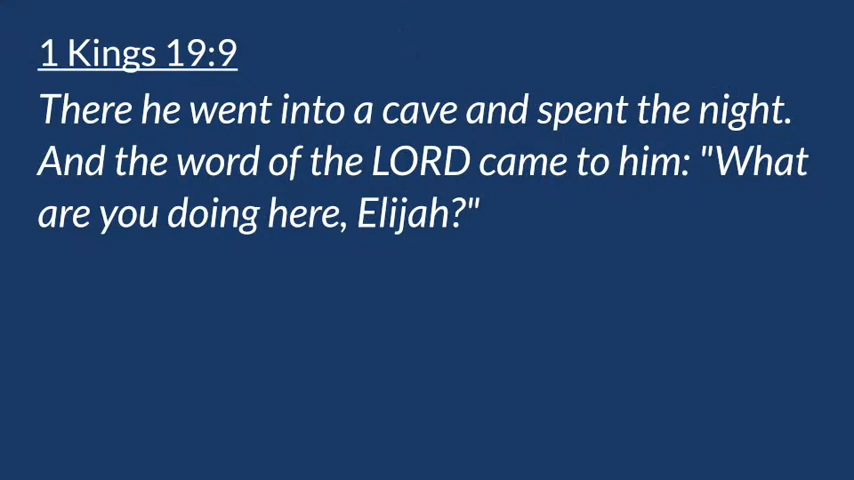 1 Kings 19:9
There he went into a cave and spent the night.
And the word of the LORD came to him: "What
are you doing here, Elijah?"